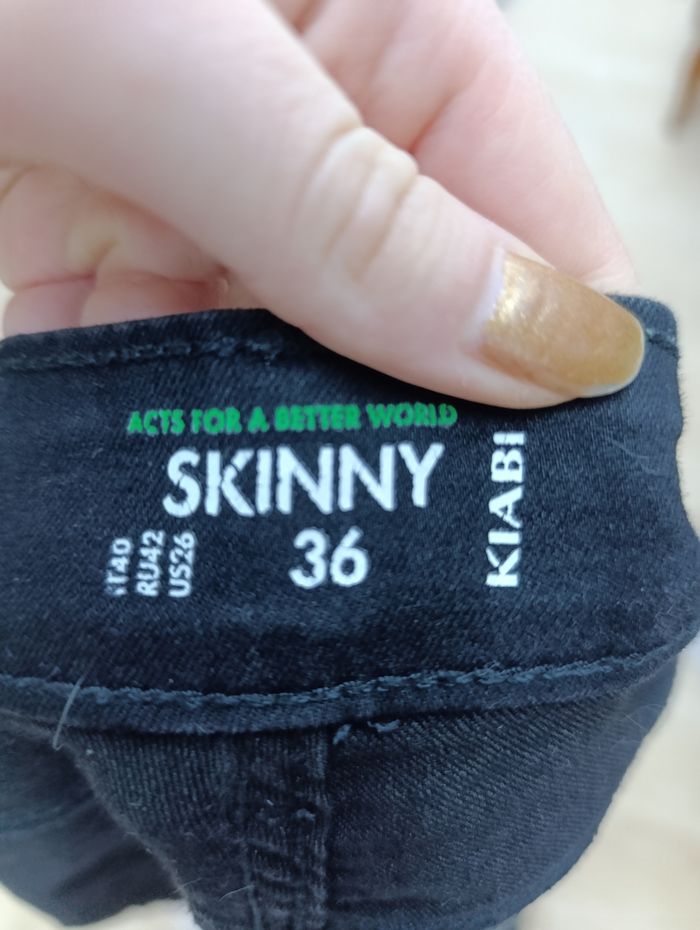 ACTS FOR A BETTER WORLD
SKINNY
36
IT40
RU42
US26
KIABI